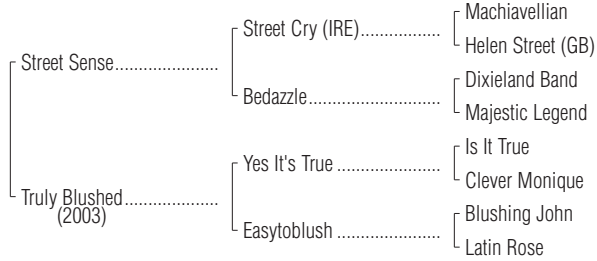 Machiavellian
Street Cry (IRE)..................
Helen Street (GB)
Street Sense.......................
Dixieland Band
Bedazzle.............................
Majestic Legend
Is It True
Yes It's True .......................
Clever Monique
Truly Blushed.....................
(2003)
Blushing John
Easytoblush .......................
Latin Rose